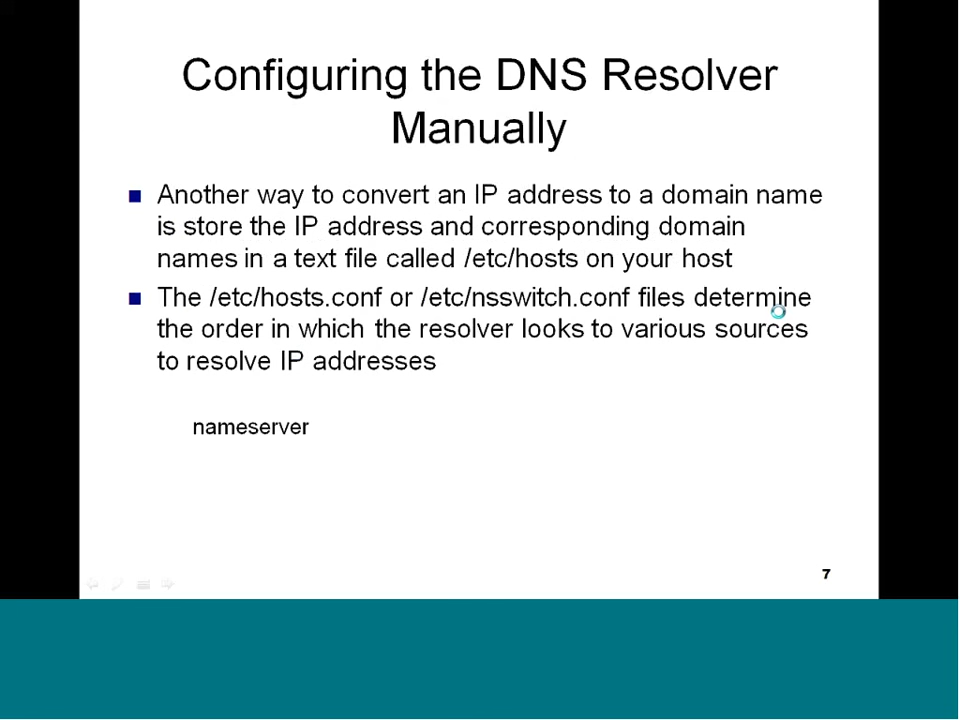 Configuring the DNS Resolver
Manually
Another way to convert an IP address to a domain name
is store the IP address and corresponding domain
names in a text file called /etc/hosts on your host
The /etc/hosts.conf or /etc/nsswitch.conf files determine
the order in which the resolver looks to various sources
to resolve IP addresses
nameserver
7